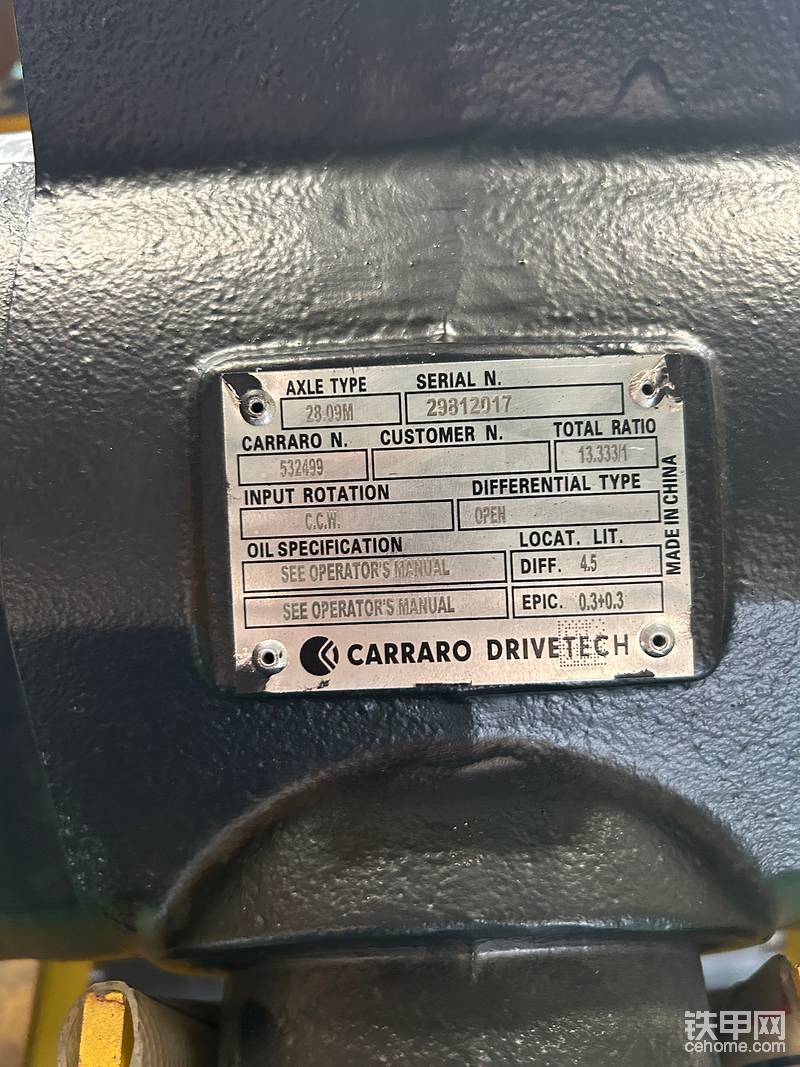 AXLE TYPE SERIAL N.
28.09M 29812017
CARRARO N. CUSTOMER N. TOTAL RATIO
532499 13.333/1
INPUT ROTATION DIFFERENTIAL TYPE
C.C.W. OPEN
OIL SPECIFICATION LOCAT. LIT.
SEE OPERATOR'S MANUAL DIFF. 4.5
SEE OPERATOR'S MANUAL EPIC. 0.3+0.3
MADE IN CHINA
CARRARO DRIVETECH
铁甲网
cehome.com